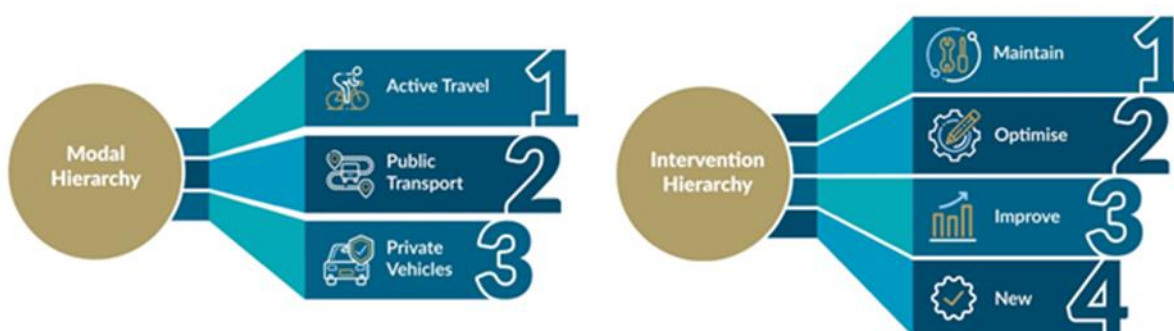 Modal
Hierarchy
Active Travel
1
Public
Transport
2
Private
Vehicles
3
Intervention
Hierarchy
Maintain
1
Optimise
2
Improve
3
New
4